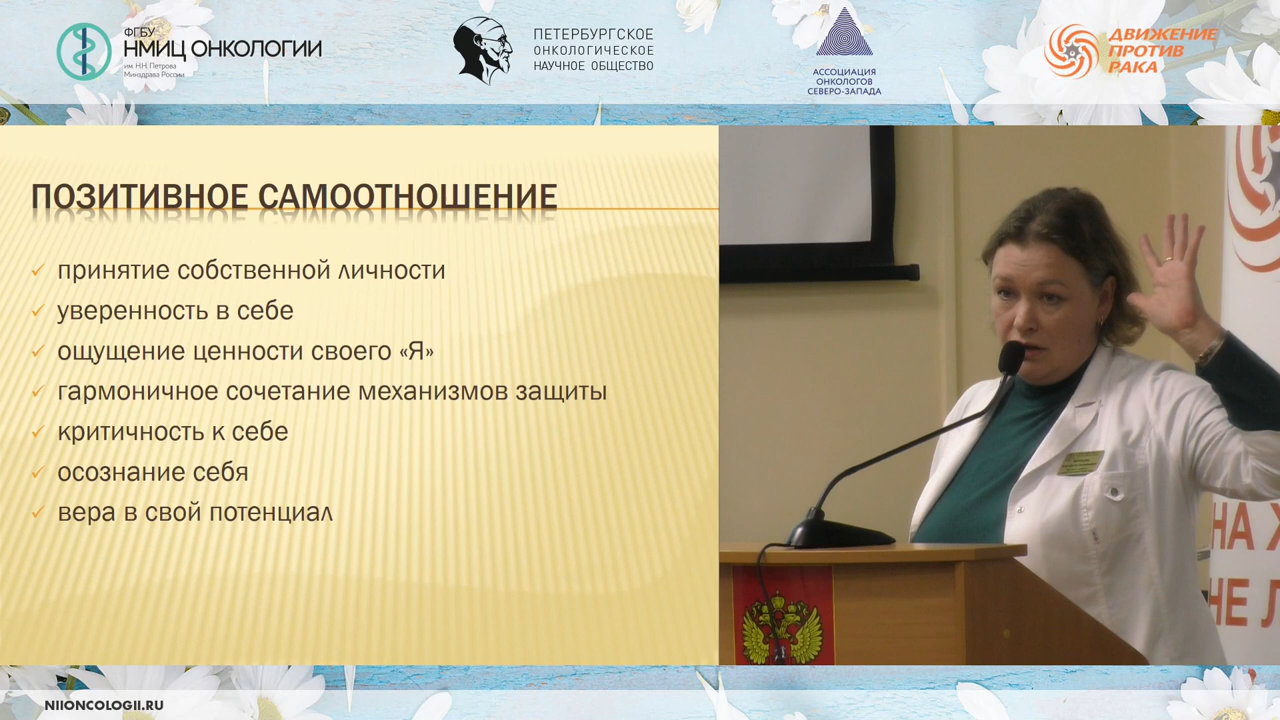 ФГБУ
НМИЦ ОНКОЛОГИИ
им. Н.Н. Петрова
Минздрава России
ПЕТЕРБУРГСКОЕ
ОНКОЛОГИЧЕСКОЕ
НАУЧНОЕ ОБЩЕСТВО
АССОЦИАЦИЯ
ОНКОЛОГОВ
СЕВЕРО-ЗАПАДА
ДВИЖЕНИЕ
ПРОТИВ
РАКА
ПОЗИТИВНОЕ САМООТНОШЕНИЕ
принятие собственной личности
уверенность в себе
ощущение ценности своего «Я»
гармоничное сочетание механизмов защиты
критичность к себе
осознание себя
вера в свой потенциал
НА
НЕ
NIIONCOLOGII.RU